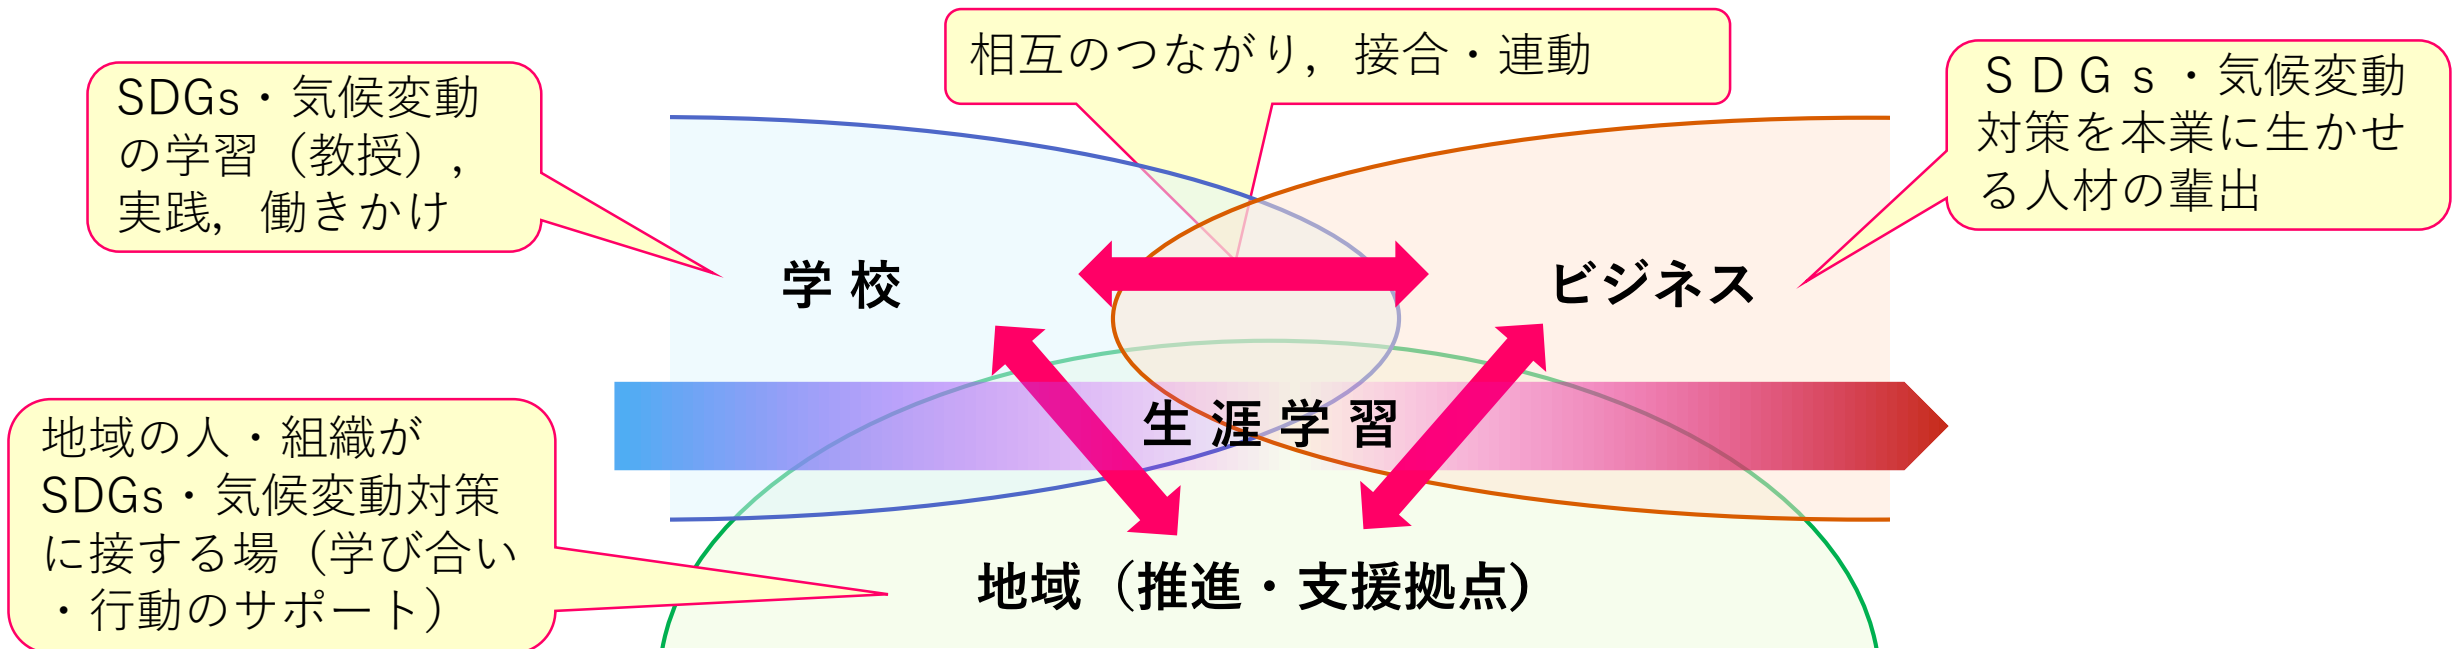 相互のつながり，接合・連動
SDGs・気候変動
の学習（教授），
実践，働きかけ
ＳＤＧｓ・気候変動
対策を本業に生かせ
る人材の輩出
学 校
ビジネス
生 涯 学 習
地域の人・組織が
SDGs・気候変動対策
に接する場（学び合い
・行動のサポート）
地域（推進・支援拠点)